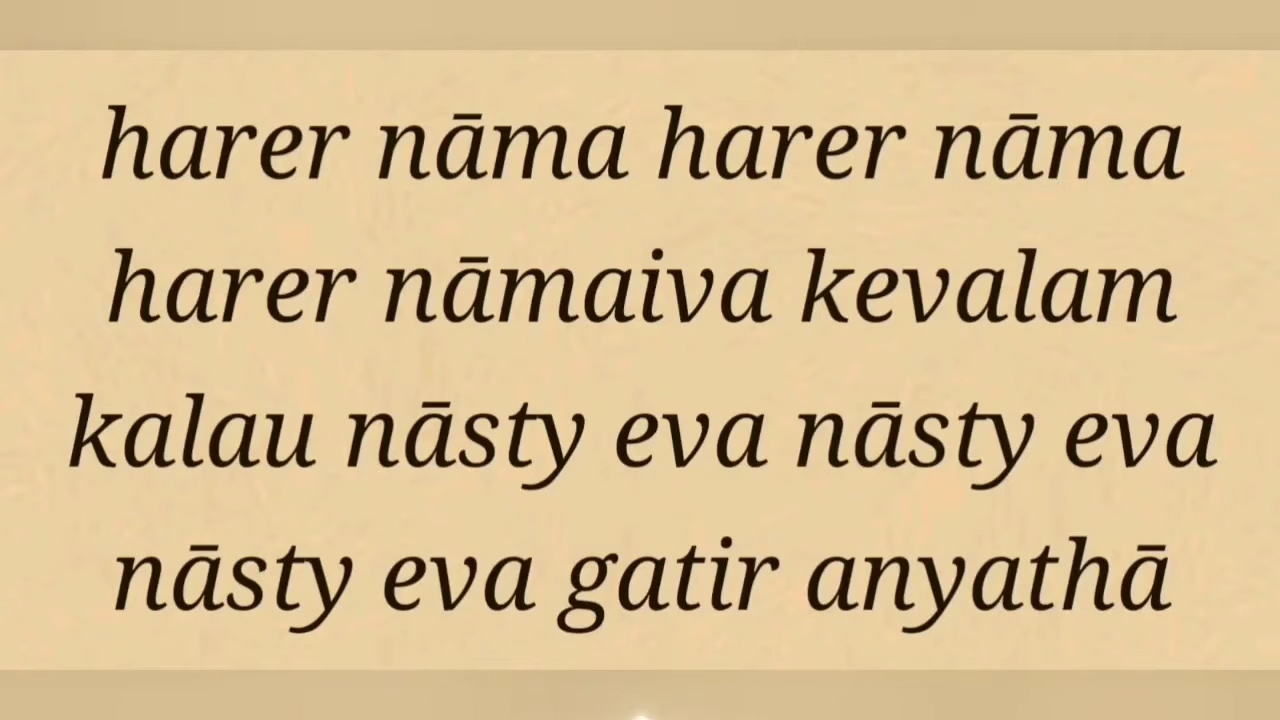 harer nāma harer nāma
harer nāmaiva kevalam
kalau nāsty eva nāsty eva
nāsty eva gatir anyathā